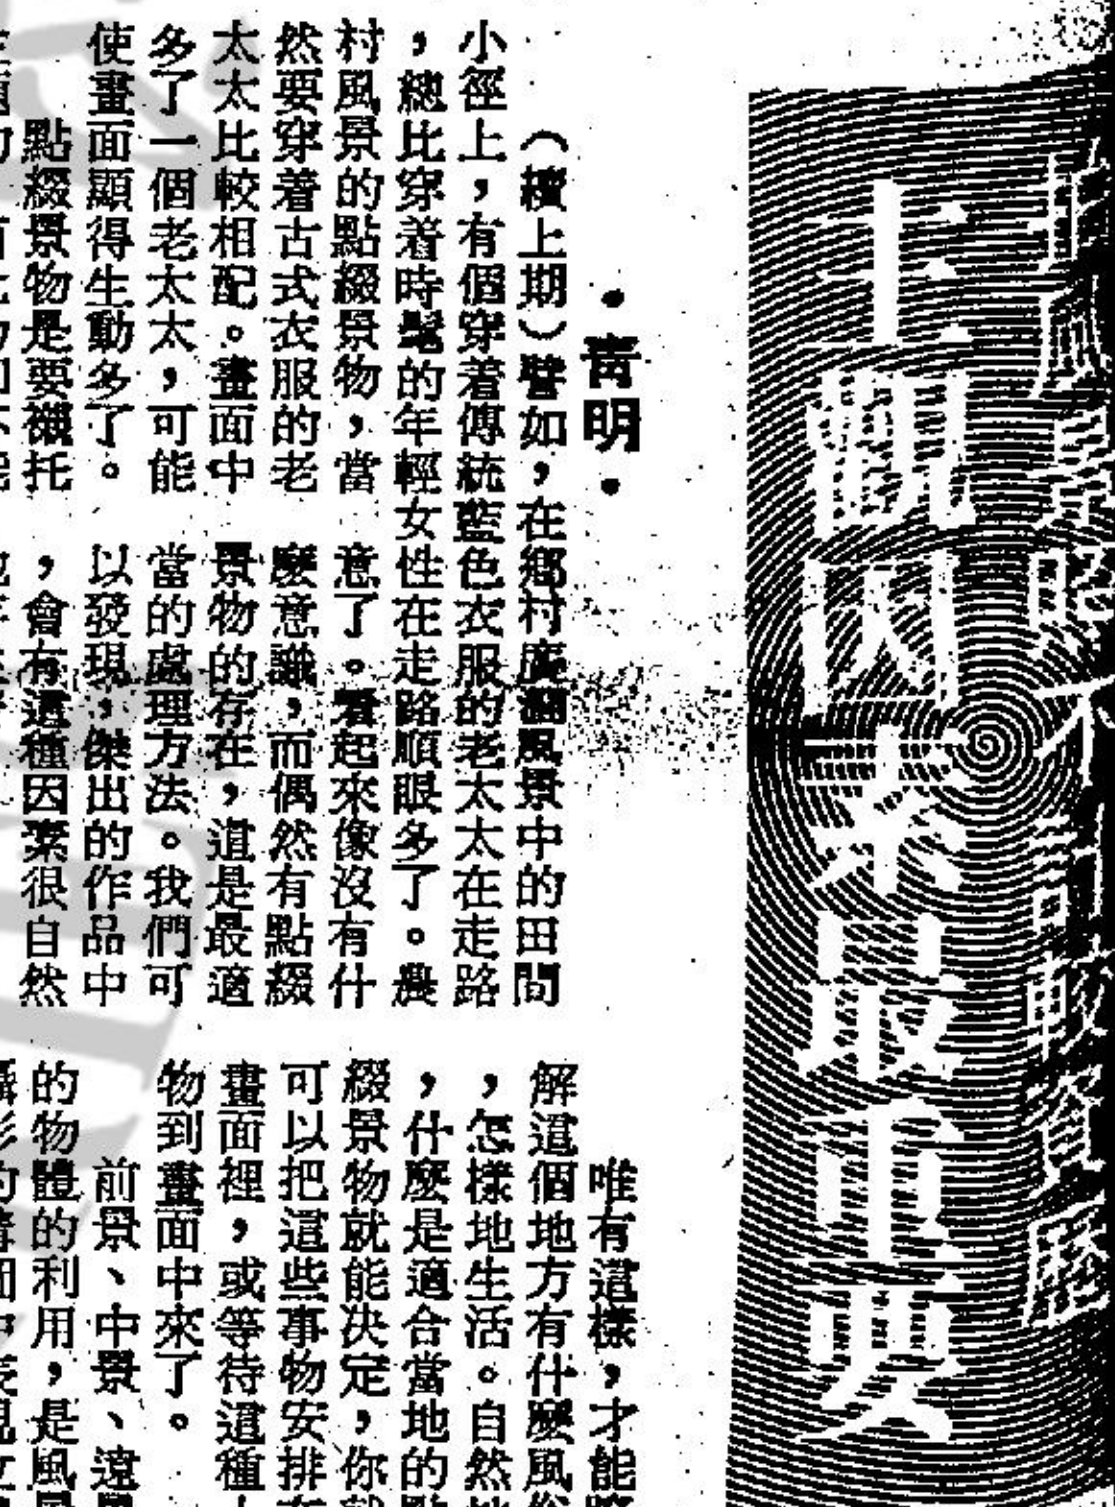 風景照不
主觀因素最重要
•青明•
（續上期）譬如，在鄉村廣濶風景中的田間
小徑上，有個穿着傳統藍色衣服的老太太在走路
，總比穿着時髦的年輕女性在走路順眼多了。農
村風景的點綴景物，當
然要穿着古式衣服的老
太太比較相配。畫面中
多了一個老太太，可能
使畫面顯得生動多了。
點綴景物是要襯托
意了。看起來像沒有什
麼意識，而偶然有點綴
景物的存在，這是最適
當的處理方法。我們可
以發現，傑出的作品中
，會有這種因素很自然
唯有這樣，才能
解這個地方有什麼風俗
，怎樣地生活。自然地
，什麼是適合當地的點
綴景物就能決定，你就
可以把這些事物安排在
畫面裡，或等待這種
物到畫面中來了。
前景、中景、遠景
的物體的利用，是風景